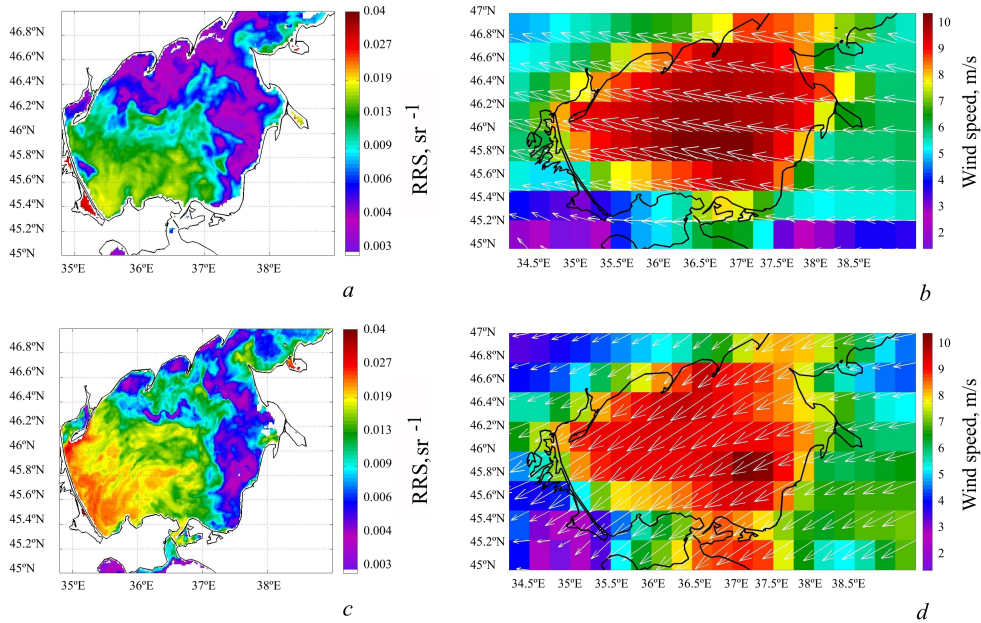 46.8ºN
46.6ºN
46.4ºN
46.2ºN
46ºN
45.8ºN
45.6ºN
45.4ºN
45.2ºN
45ºN
35ºE 36ºE 37ºE 38ºE
0.04
0.027
0.019
0.013
0.009
0.006
0.004
0.003
RRS, sr⁻¹
a
47ºN
46.8ºN
46.6ºN
46.4ºN
46.2ºN
46ºN
45.8ºN
45.6ºN
45.4ºN
45.2ºN
45ºN
34.5ºE 35ºE 35.5ºE 36ºE 36.5ºE 37ºE 37.5ºE 38ºE 38.5ºE
10
9
8
7
6
5
4
3
2
Wind speed, m/s
b
46.8ºN
46.6ºN
46.4ºN
46.2ºN
46ºN
45.8ºN
45.6ºN
45.4ºN
45.2ºN
45ºN
35ºE 36ºE 37ºE 38ºE
0.04
0.027
0.019
0.013
0.009
0.006
0.004
0.003
RRS, sr⁻¹
c
47ºN
46.8ºN
46.6ºN
46.4ºN
46.2ºN
46ºN
45.8ºN
45.6ºN
45.4ºN
45.2ºN
45ºN
34.5ºE 35ºE 35.5ºE 36ºE 36.5ºE 37ºE 37.5ºE 38ºE 38.5ºE
10
9
8
7
6
5
4
3
2
Wind speed, m/s
d